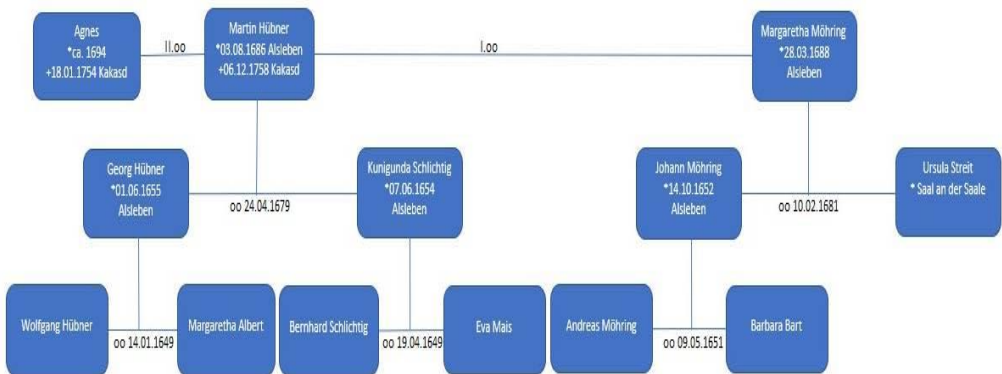 Agnes
*ca. 1694
+18.01.1754 Kakasd
II.oo
Martin Hübner
*03.08.1686 Alsleben
+06.12.1758 Kakasd
I.oo
Margaretha Möhring
*28.03.1688
Alsleben
Georg Hübner
*01.06.1655
Alsleben
oo 24.04.1679
Kunigunda Schlichtig
*07.06.1654
Alsleben
Johann Möhring
*14.10.1652
Alsleben
oo 10.02.1681
Ursula Streit
* Saal an der Saale
Wolfgang Hübner
oo 14.01.1649
Margaretha Albert
Bernhard Schlichtig
oo 19.04.1649
Eva Mais
Andreas Möhring
oo 09.05.1651
Barbara Bart